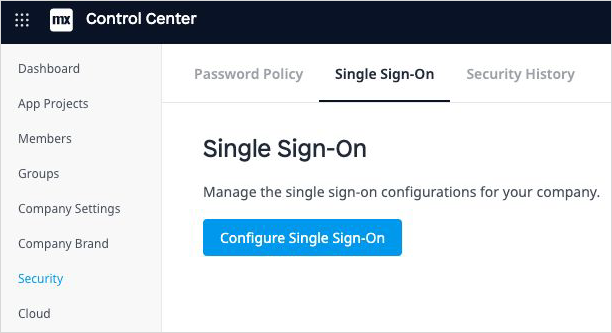 mx Control Center
Dashboard
App Projects
Members
Groups
Company Settings
Company Brand
Security
Cloud
Password Policy Single Sign-On Security History
Single Sign-On
Manage the single sign-on configurations for your company.
Configure Single Sign-On